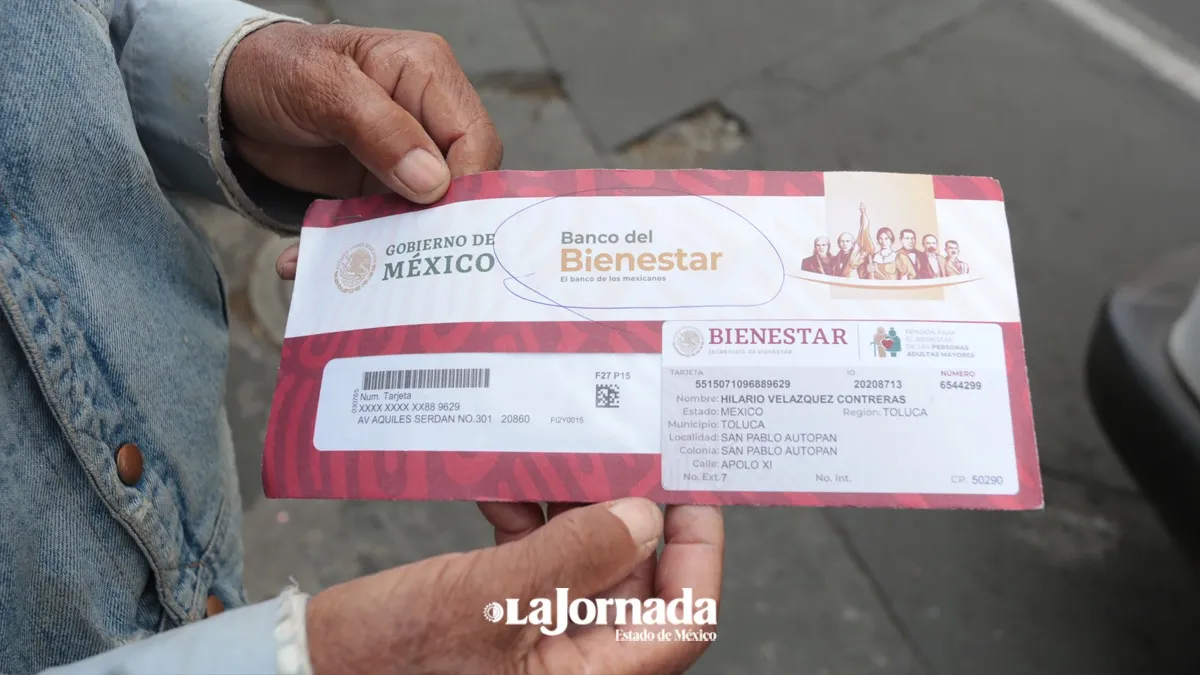 GOBIERNO DE
MÉXICO
Banco del
Bienestar
El banco de los mexicanos
BIENESTAR
SECRETARÍA DE BIENESTAR
PENSIÓN PARA
EL BIENESTAR
DE LAS PERSONAS
ADULTAS MAYORES
030765
Num. Tarjeta
XXXX XXXX XX88 9629
AV AQUILES SERDAN NO.301 20860
F27 P15
FI2Y0015
TARJETA ID NÚMERO
5515071096889629 20208713 6544299
Nombre: HILARIO VELAZQUEZ CONTRERAS
Estado: MEXICO Región: TOLUCA
Municipio: TOLUCA
Localidad: SAN PABLO AUTOPAN
Colonia: SAN PABLO AUTOPAN
Calle: APOLO XI
No. Ext. 7 No. Int. CP. 50290
LaJornada
Estado de México